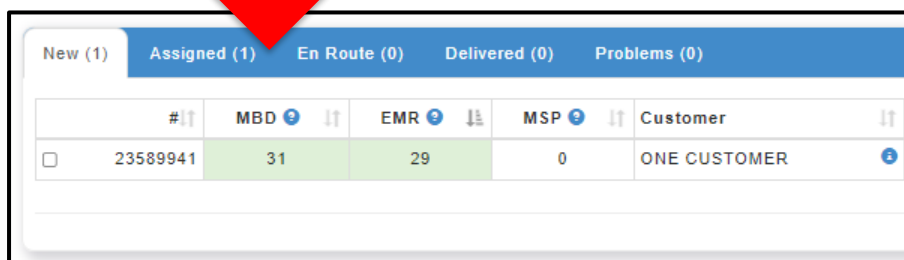 New (1) Assigned (1) En Route (0) Delivered (0) Problems (0)
# MBD EMR MSP Customer
23589941 31 29 0 ONE CUSTOMER